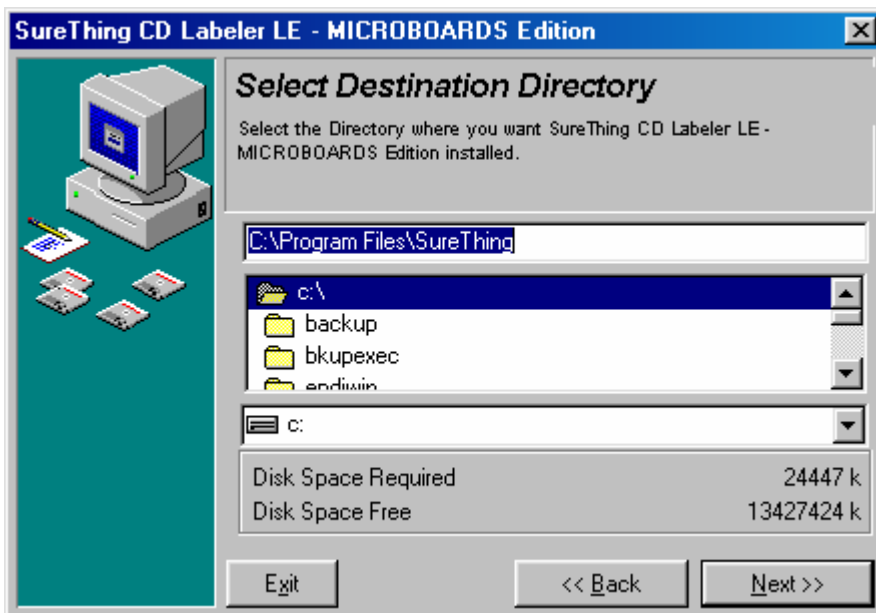 SureThing CD Labeler LE - MICROBOARDS Edition
Select Destination Directory
Select the Directory where you want SureThing CD Labeler LE -
MICROBOARDS Edition installed.
C:\Program Files\SureThing
c:\
backup
bkupexec
c:
Disk Space Required 24447 k
Disk Space Free 13427424 k
Exit << Back Next >>